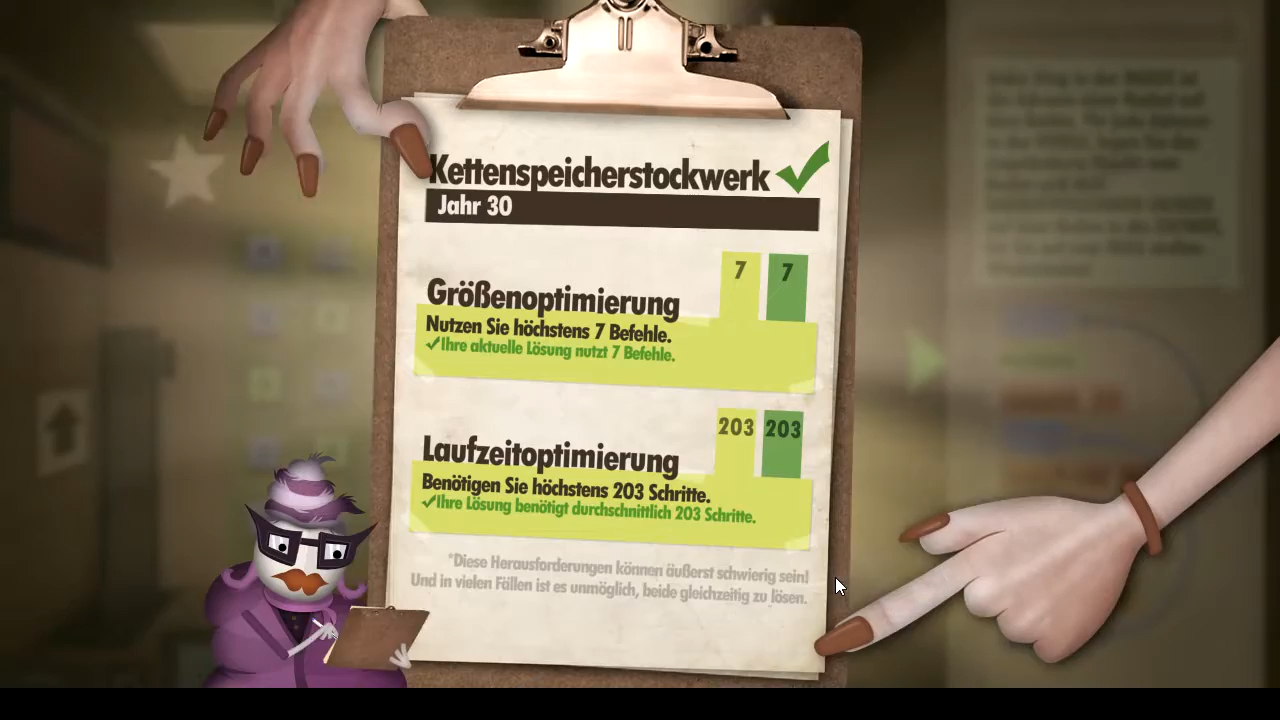 Kettenspeicherstockwerk
Jahr 30
7 7
Größenoptimierung
Nutzen Sie höchstens 7 Befehle.
✓Ihre aktuelle Lösung nutzt 7 Befehle.
203 203
Laufzeitoptimierung
Benötigen Sie höchstens 203 Schritte.
✓Ihre Lösung benötigt durchschnittlich 203 Schritte.
*Diese Herausforderungen können äußerst schwierig sein!
Und in vielen Fällen ist es unmöglich, beide gleichzeitig zu lösen.